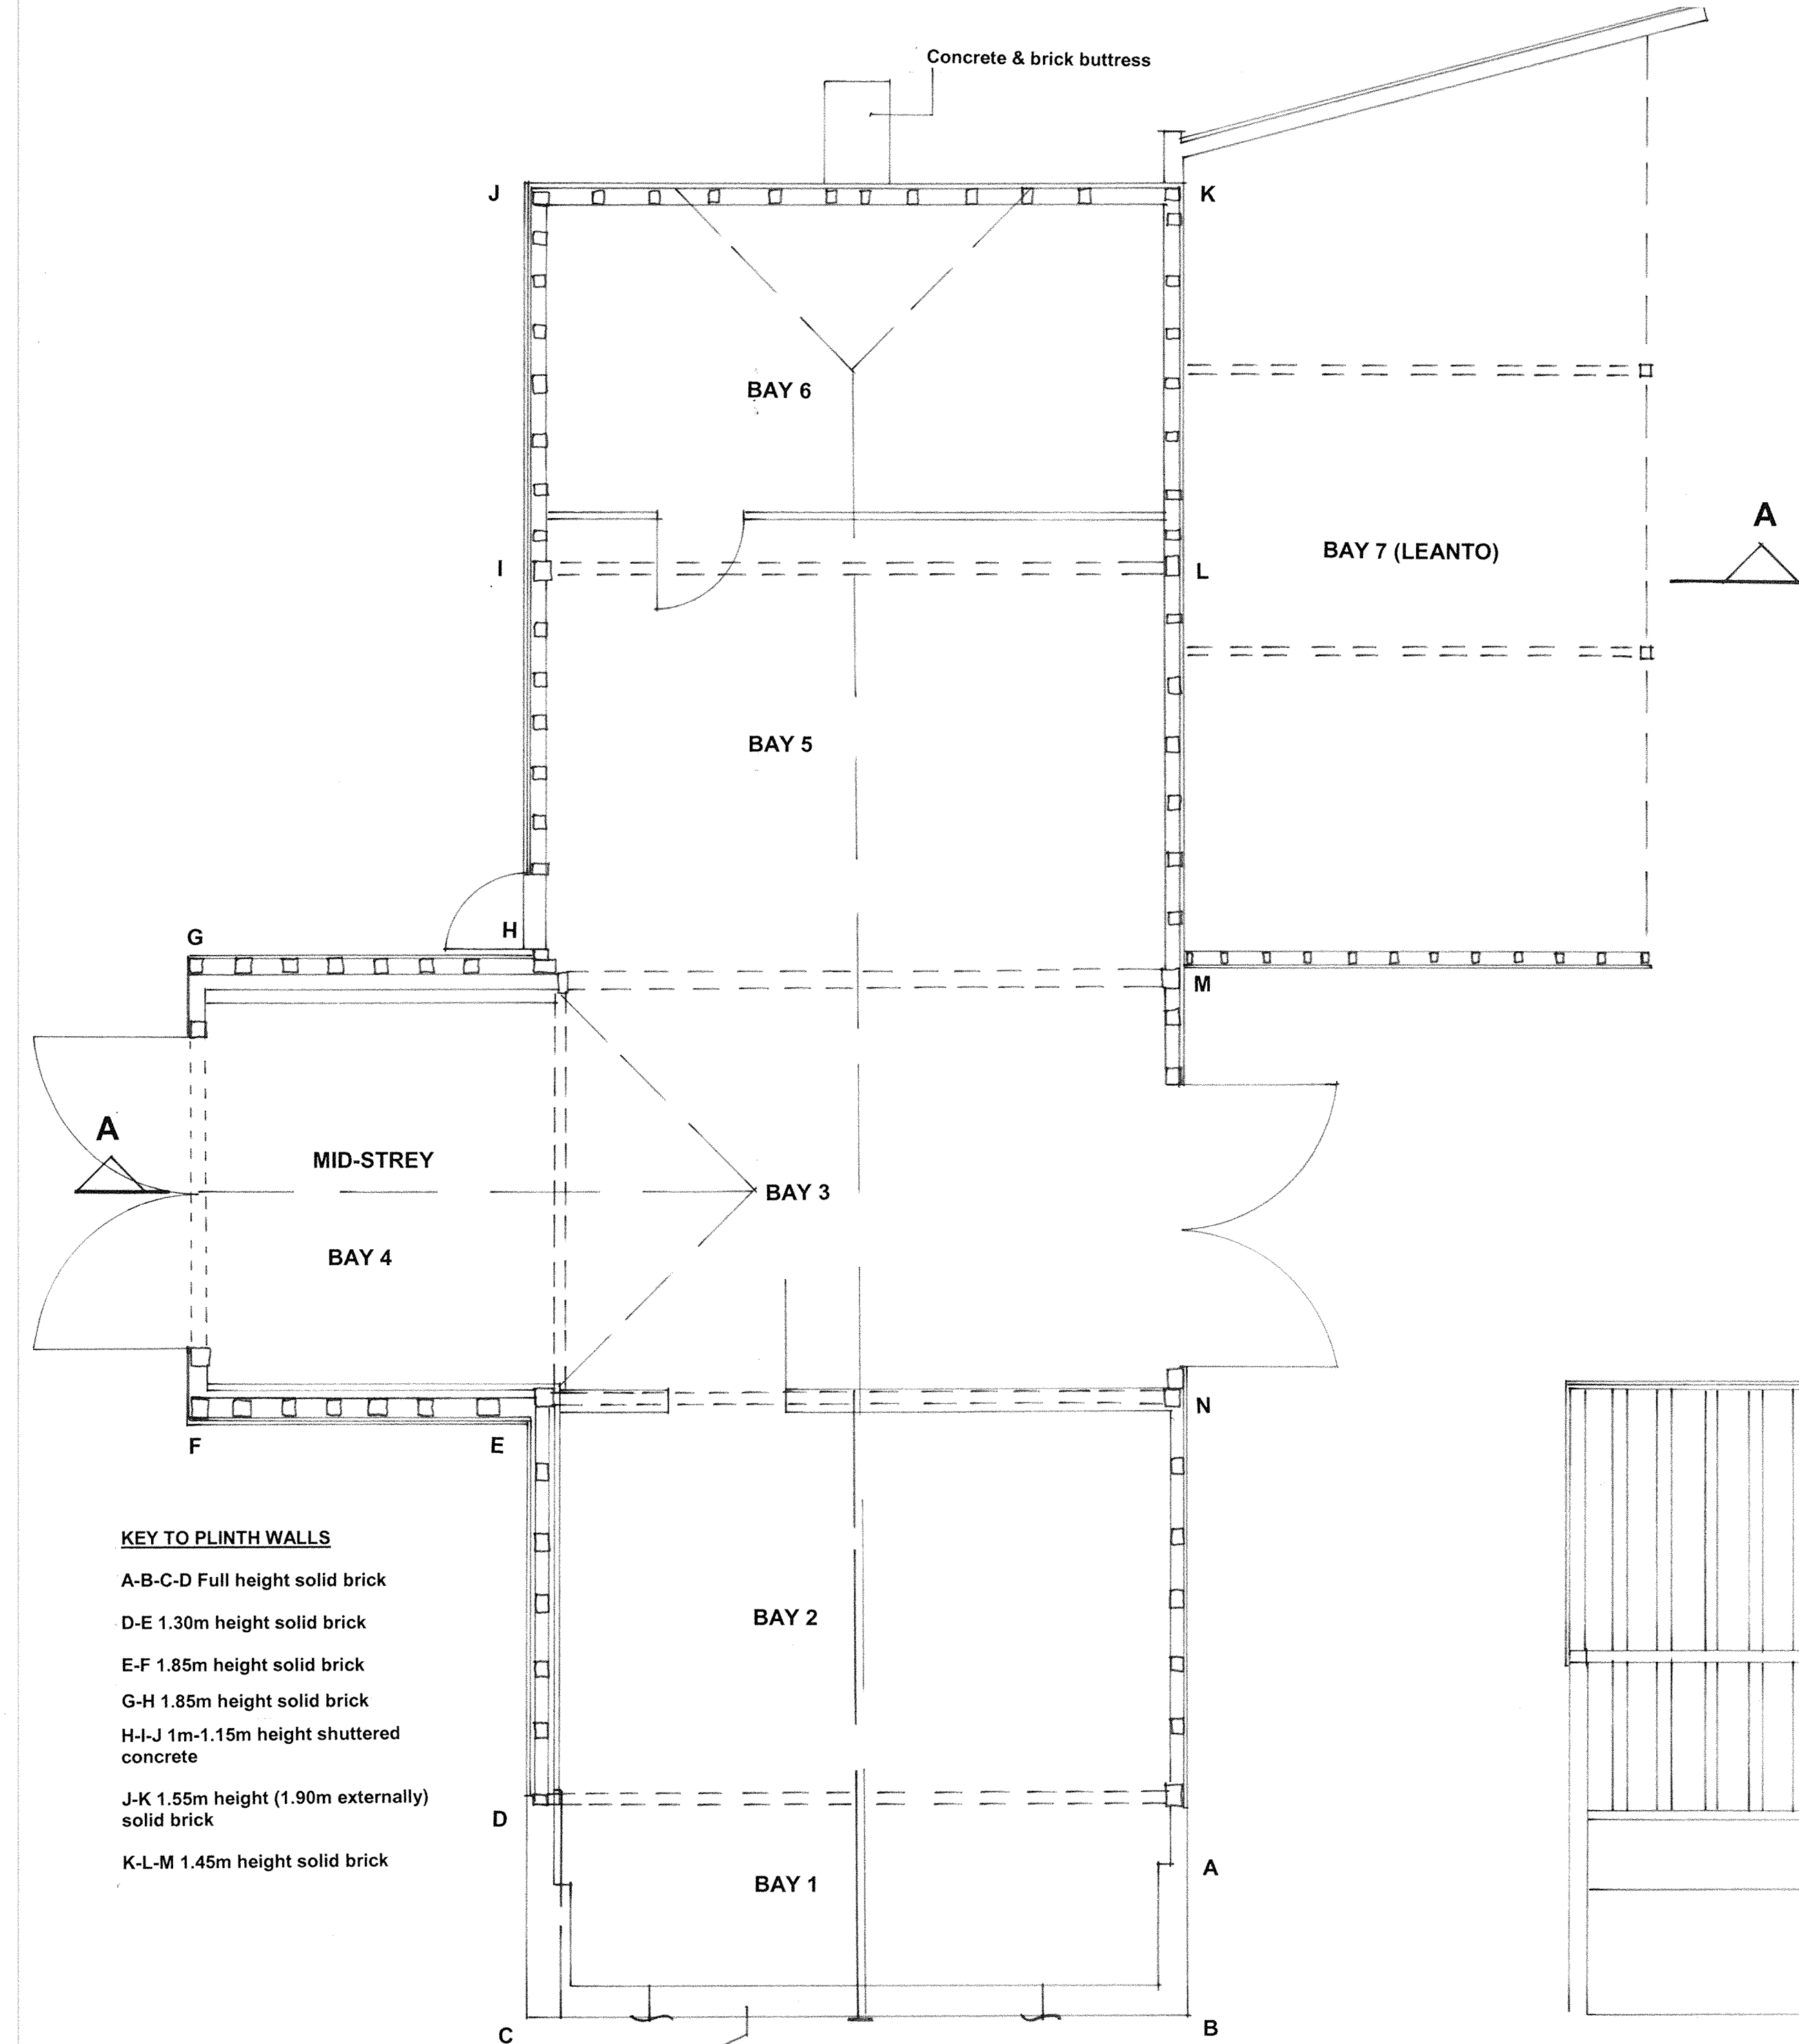 Concrete & brick buttress
J
K
BAY 6
A
BAY 7 (LEANTO)
I
L
BAY 5
H
G
M
A
MID-STREY
BAY 3
BAY 4
N
F
E
KEY TO PLINTH WALLS
A-B-C-D Full height solid brick
D-E 1.30m height solid brick
E-F 1.85m height solid brick
G-H 1.85m height solid brick
H-I-J 1m-1.15m height shuttered
concrete
J-K 1.55m height (1.90m externally)
solid brick
K-L-M 1.45m height solid brick
BAY 2
D
A
BAY 1
C
B